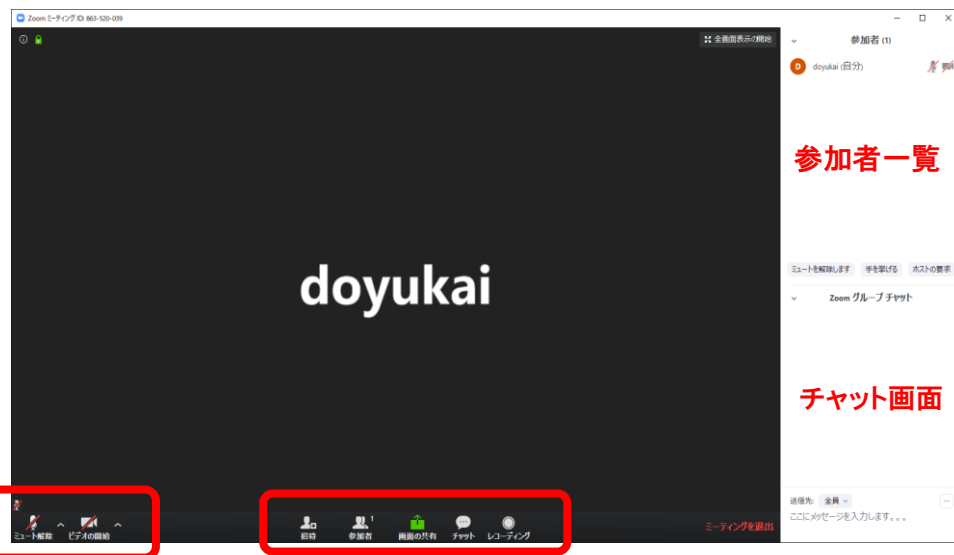 Zoom ミーティング ID: 863-520-039
全画面表示の開始
参加者 (1)
D doyukai (自分)
参加者一覧
doyukai
ミュートを解除します 手を挙げる ホストの要求
Zoom グループ チャット
チャット画面
送信先: 全員
ここにメッセージを入力します。。。
ミュート解除 ビデオの開始 招待 参加者 1 画面の共有 チャット レコーディング ミーティングを退出